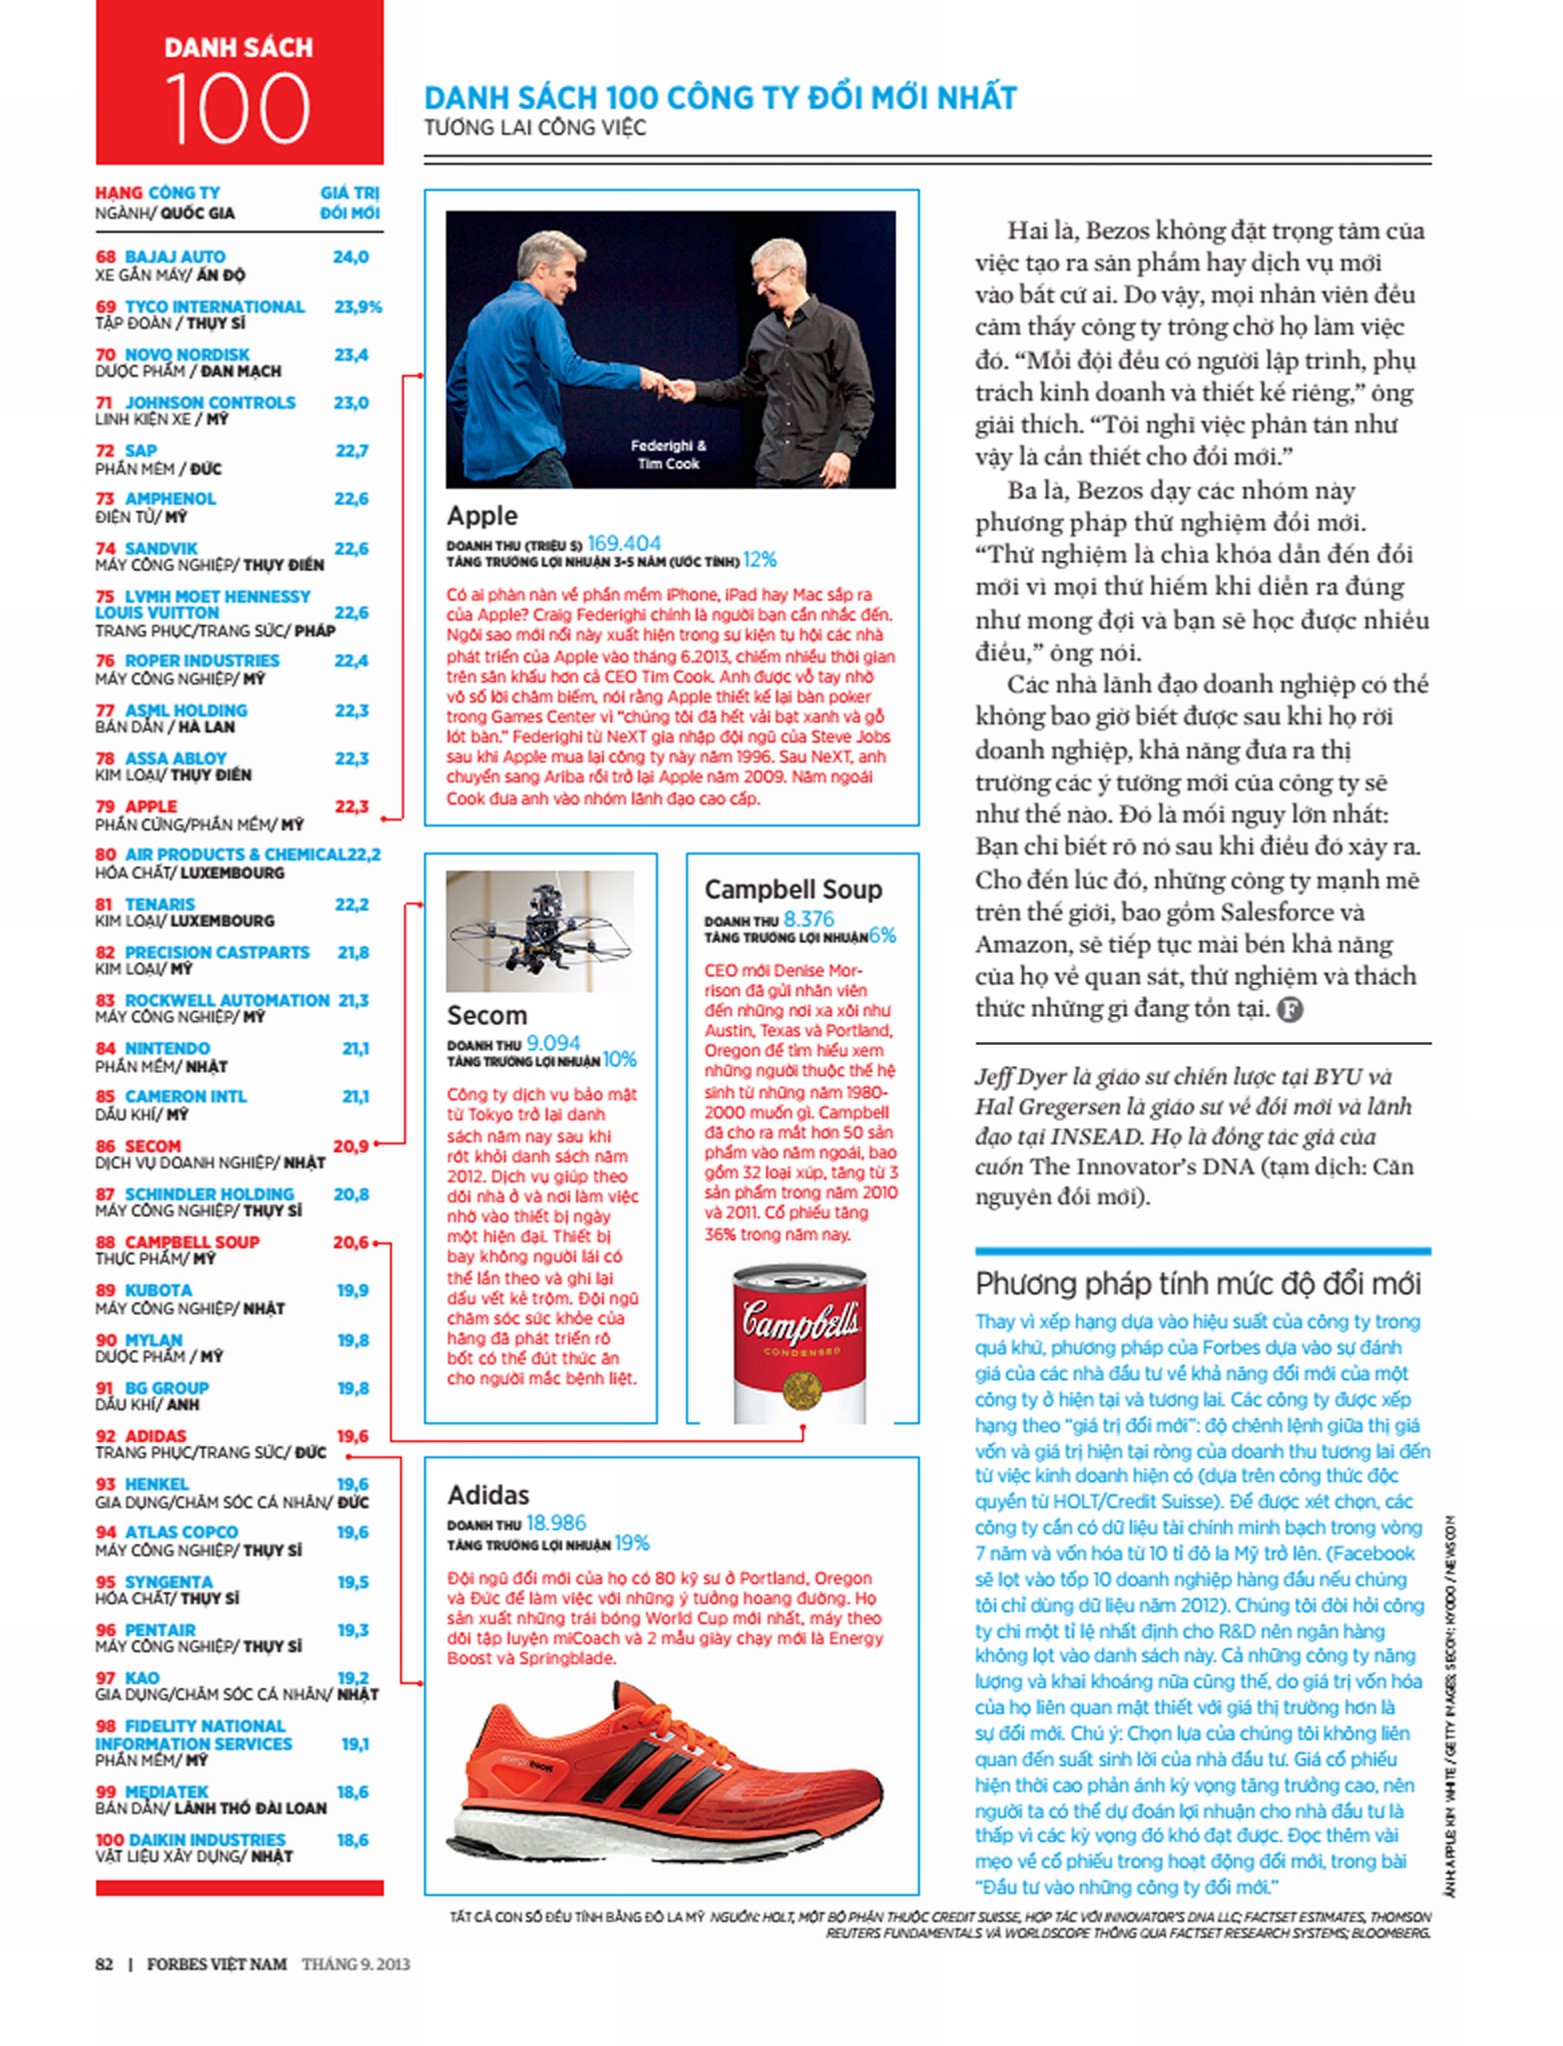 DANH SÁCH
100
DANH SÁCH 100 CÔNG TY ĐỔI MỚI NHẤT
TƯƠNG LAI CÔNG VIỆC
HẠNG CÔNG TY GIÁ TRỊ
NGÀNH/ QUỐC GIA ĐỔI MỚI
68 BAJAJ AUTO 24,0
XE GẮN MÁY/ ẤN ĐỘ
69 TYCO INTERNATIONAL 23,9%
TẬP ĐOÀN / THỤY SĨ
70 NOVO NORDISK 23,4
DƯỢC PHẨM / ĐAN MẠCH
71 JOHNSON CONTROLS 23,0
LINH KIỆN XE / MỸ
72 SAP 22,7
PHẦN MỀM / ĐỨC
73 AMPHENOL 22,6
ĐIỆN TỬ/ MỸ
74 SANDVIK 22,6
MÁY CÔNG NGHIỆP/ THỤY ĐIỂN
75 LVMH MOET HENNESSY
LOUIS VUITTON 22,6
TRANG PHỤC/TRANG SỨC/ PHÁP
76 ROPER INDUSTRIES 22,4
MÁY CÔNG NGHIỆP/ MỸ
77 ASML HOLDING 22,3
BÁN DẪN / HÀ LAN
78 ASSA ABLOY 22,3
KIM LOẠI/ THỤY ĐIỂN
79 APPLE 22,3
PHẦN CỨNG/PHẦN MỀM/ MỸ
80 AIR PRODUCTS & CHEMICAL22,2
HÓA CHẤT/ LUXEMBOURG
81 TENARIS 22,2
KIM LOẠI/ LUXEMBOURG
82 PRECISION CASTPARTS 21,8
KIM LOẠI/ MỸ
83 ROCKWELL AUTOMATION 21,3
MÁY CÔNG NGHIỆP/ MỸ
84 NINTENDO 21,1
PHẦN MỀM/ NHẬT
85 CAMERON INTL 21,1
DẦU KHÍ/ MỸ
86 SECOM 20,9
DỊCH VỤ DOANH NGHIỆP/ NHẬT
87 SCHINDLER HOLDING 20,8
MÁY CÔNG NGHIỆP/ THỤY SĨ
88 CAMPBELL SOUP 20,6
THỰC PHẨM/ MỸ
89 KUBOTA 19,9
MÁY CÔNG NGHIỆP/ NHẬT
90 MYLAN 19,8
DƯỢC PHẨM / MỸ
91 BG GROUP 19,8
DẦU KHÍ/ ANH
92 ADIDAS 19,6
TRANG PHỤC/TRANG SỨC/ ĐỨC
93 HENKEL 19,6
GIA DỤNG/CHĂM SÓC CÁ NHÂN/ ĐỨC
94 ATLAS COPCO 19,6
MÁY CÔNG NGHIỆP/ THỤY SĨ
95 SYNGENTA 19,5
HÓA CHẤT/ THỤY SĨ
96 PENTAIR 19,3
MÁY CÔNG NGHIỆP/ THỤY SĨ
97 KAO 19,2
GIA DỤNG/CHĂM SÓC CÁ NHÂN/ NHẬT
98 FIDELITY NATIONAL
INFORMATION SERVICES 19,1
PHẦN MỀM/ MỸ
99 MEDIATEK 18,6
BÁN DẪN/ LÃNH THỔ ĐÀI LOAN
100 DAIKIN INDUSTRIES 18,6
VẬT LIỆU XÂY DỰNG/ NHẬT
Federighi &
Tim Cook
Apple
DOANH THU (TRIỆU $) 169.404
TĂNG TRƯỞNG LỢI NHUẬN 3-5 NĂM (ƯỚC TÍNH) 12%
Có ai phàn nàn về phần mềm iPhone, iPad hay Mac sắp ra
của Apple? Craig Federighi chính là người bạn cần nhắc đến.
Ngôi sao mới nổi này xuất hiện trong sự kiện tụ hội các nhà
phát triển của Apple vào tháng 6.2013, chiếm nhiều thời gian
trên sân khấu hơn cả CEO Tim Cook. Anh được vỗ tay nhờ
vô số lời châm biếm, nói rằng Apple thiết kế lại bàn poker
trong Games Center vì “chúng tôi đã hết vải bạt xanh và gỗ
lót bàn.” Federighi từ NeXT gia nhập đội ngũ của Steve Jobs
sau khi Apple mua lại công ty này năm 1996. Sau NeXT, anh
chuyển sang Ariba rồi trở lại Apple năm 2009. Năm ngoái
Cook đưa anh vào nhóm lãnh đạo cao cấp.
Secom
DOANH THU 9.094
TĂNG TRƯỞNG LỢI NHUẬN 10%
Công ty dịch vụ bảo mật
từ Tokyo trở lại danh
sách năm nay sau khi
rớt khỏi danh sách năm
2012. Dịch vụ giúp theo
dõi nhà ở và nơi làm việc
nhờ vào thiết bị ngày
một hiện đại. Thiết bị
bay không người lái có
thể lần theo và ghi lại
dấu vết kẻ trộm. Đội ngũ
chăm sóc sức khỏe của
hãng đã phát triển rô
bốt có thể đút thức ăn
cho người mắc bệnh liệt.
Campbell Soup
DOANH THU 8.376
TĂNG TRƯỞNG LỢI NHUẬN6%
CEO mới Denise Mor-
rison đã gửi nhân viên
đến những nơi xa xôi như
Austin, Texas và Portland,
Oregon để tìm hiểu xem
những người thuộc thế hệ
sinh từ những năm 1980-
2000 muốn gì. Campbell
đã cho ra mắt hơn 50 sản
phẩm vào năm ngoái, bao
gồm 32 loại xúp, tăng từ 3
sản phẩm trong năm 2010
và 2011. Cổ phiếu tăng
36% trong năm nay.
Campbell's
CONDENSED
Adidas
DOANH THU 18.986
TĂNG TRƯỞNG LỢI NHUẬN 19%
Đội ngũ đổi mới của họ có 80 kỹ sư ở Portland, Oregon
và Đức để làm việc với những ý tưởng hoang đường. Họ
sản xuất những trái bóng World Cup mới nhất, máy theo
dõi tập luyện miCoach và 2 mẫu giày chạy mới là Energy
Boost và Springblade.
energy boost
Hai là, Bezos không đặt trọng tâm của
việc tạo ra sản phẩm hay dịch vụ mới
vào bất cứ ai. Do vậy, mọi nhân viên đều
cảm thấy công ty trông chờ họ làm việc
đó. “Mỗi đội đều có người lập trình, phụ
trách kinh doanh và thiết kế riêng,” ông
giải thích. “Tôi nghĩ việc phân tán như
vậy là cần thiết cho đổi mới.”
Ba là, Bezos dạy các nhóm này
phương pháp thử nghiệm đổi mới.
“Thử nghiệm là chìa khóa dẫn đến đổi
mới vì mọi thứ hiếm khi diễn ra đúng
như mong đợi và bạn sẽ học được nhiều
điều,” ông nói.
Các nhà lãnh đạo doanh nghiệp có thể
không bao giờ biết được sau khi họ rời
doanh nghiệp, khả năng đưa ra thị
trường các ý tưởng mới của công ty sẽ
như thế nào. Đó là mối nguy lớn nhất:
Bạn chỉ biết rõ nó sau khi điều đó xảy ra.
Cho đến lúc đó, những công ty mạnh mẽ
trên thế giới, bao gồm Salesforce và
Amazon, sẽ tiếp tục mài bén khả năng
của họ về quan sát, thử nghiệm và thách
thức những gì đang tồn tại. F
Jeff Dyer là giáo sư chiến lược tại BYU và
Hal Gregersen là giáo sư về đổi mới và lãnh
đạo tại INSEAD. Họ là đồng tác giả của
cuốn The Innovator's DNA (tạm dịch: Căn
nguyên đổi mới).
Phương pháp tính mức độ đổi mới
Thay vì xếp hạng dựa vào hiệu suất của công ty trong
quá khứ, phương pháp của Forbes dựa vào sự đánh
giá của các nhà đầu tư về khả năng đổi mới của một
công ty ở hiện tại và tương lai. Các công ty được xếp
hạng theo “giá trị đổi mới”: độ chênh lệnh giữa thị giá
vốn và giá trị hiện tại ròng của doanh thu tương lai đến
từ việc kinh doanh hiện có (dựa trên công thức độc
quyền từ HOLT/Credit Suisse). Để được xét chọn, các
công ty cần có dữ liệu tài chính minh bạch trong vòng
7 năm và vốn hóa từ 10 tỉ đô la Mỹ trở lên. (Facebook
sẽ lọt vào tốp 10 doanh nghiệp hàng đầu nếu chúng
tôi chỉ dùng dữ liệu năm 2012). Chúng tôi đòi hỏi công
ty chi một tỉ lệ nhất định cho R&D nên ngân hàng
không lọt vào danh sách này. Cả những công ty năng
lượng và khai khoáng nữa cũng thế, do giá trị vốn hóa
của họ liên quan mật thiết với giá thị trường hơn là
sự đổi mới. Chú ý: Chọn lựa của chúng tôi không liên
quan đến suất sinh lời của nhà đầu tư. Giá cổ phiếu
hiện thời cao phản ánh kỳ vọng tăng trưởng cao, nên
người ta có thể dự đoán lợi nhuận cho nhà đầu tư là
thấp vì các kỳ vọng đó khó đạt được. Đọc thêm vài
mẹo về cổ phiếu trong hoạt động đổi mới, trong bài
“Đầu tư vào những công ty đổi mới.”
ẢNH: APPLE: KIM WHITE / GETTY IMAGES; SECOM: KYODO / NEWSCOM
TẤT CẢ CON SỐ ĐỀU TÍNH BẰNG ĐÔ LA MỸ NGUỒN: HOLT, MỘT BỘ PHẬN THUỘC CREDIT SUISSE, HỢP TÁC VỚI INNOVATOR'S DNA LLC; FACTSET ESTIMATES, THOMSON
REUTERS FUNDAMENTALS VÀ WORLDSCOPE THÔNG QUA FACTSET RESEARCH SYSTEMS; BLOOMBERG.
82 | FORBES VIỆT NAM THÁNG 9. 2013